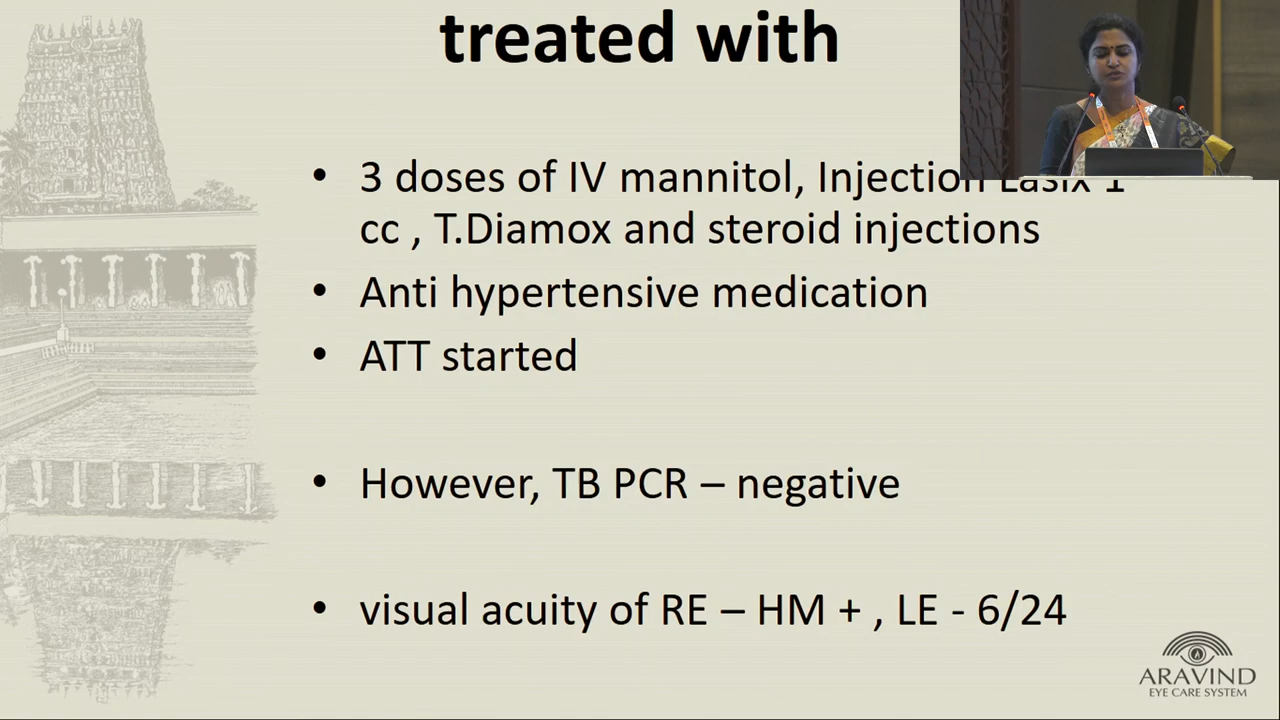 treated with
• 3 doses of IV mannitol, Injection Lasix 1
cc , T.Diamox and steroid injections
• Anti hypertensive medication
• ATT started
• However, TB PCR – negative
• visual acuity of RE – HM + , LE - 6/24
ARAVIND
EYE CARE SYSTEM